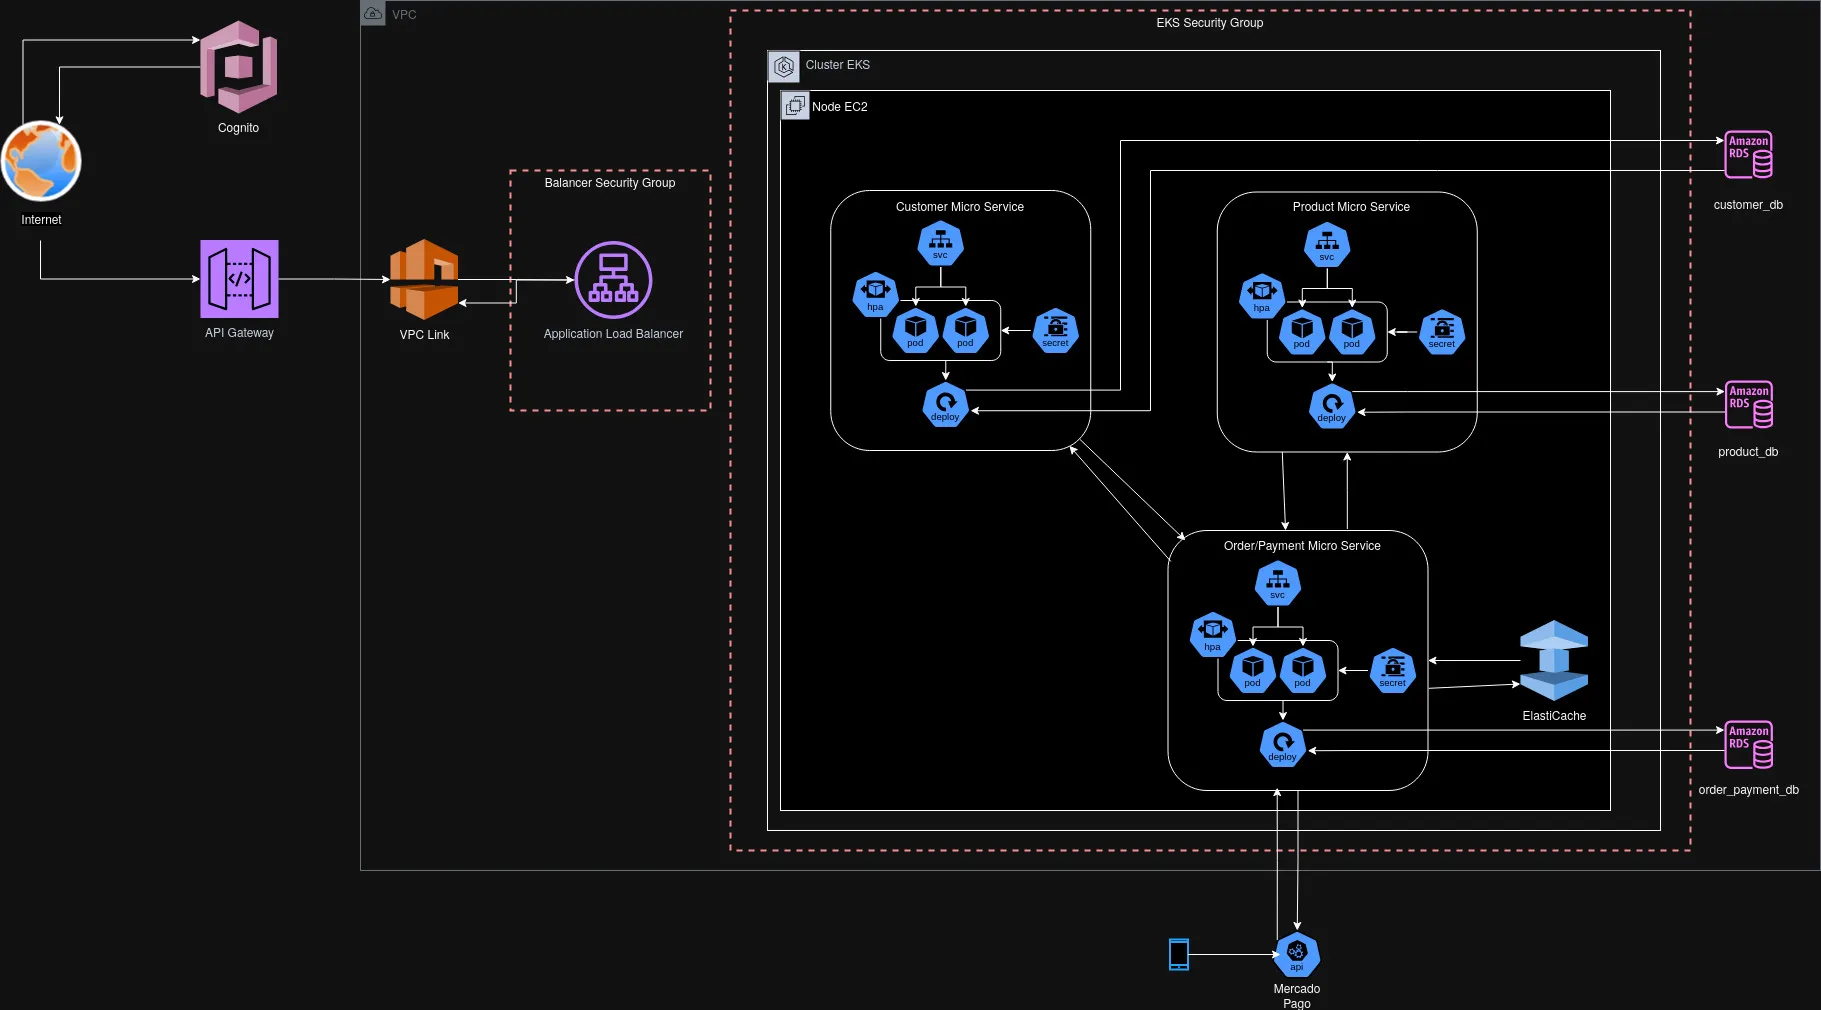 VPC
EKS Security Group
Cluster EKS
Node EC2
Cognito
Internet
API Gateway
VPC Link
Balancer Security Group
Application Load Balancer
Customer Micro Service
svc
hpa
pod
pod
secret
deploy
Product Micro Service
svc
hpa
pod
pod
secret
deploy
Order/Payment Micro Service
svc
hpa
pod
pod
secret
deploy
ElastiCache
Amazon
RDS
customer_db
Amazon
RDS
product_db
Amazon
RDS
order_payment_db
api
Mercado
Pago